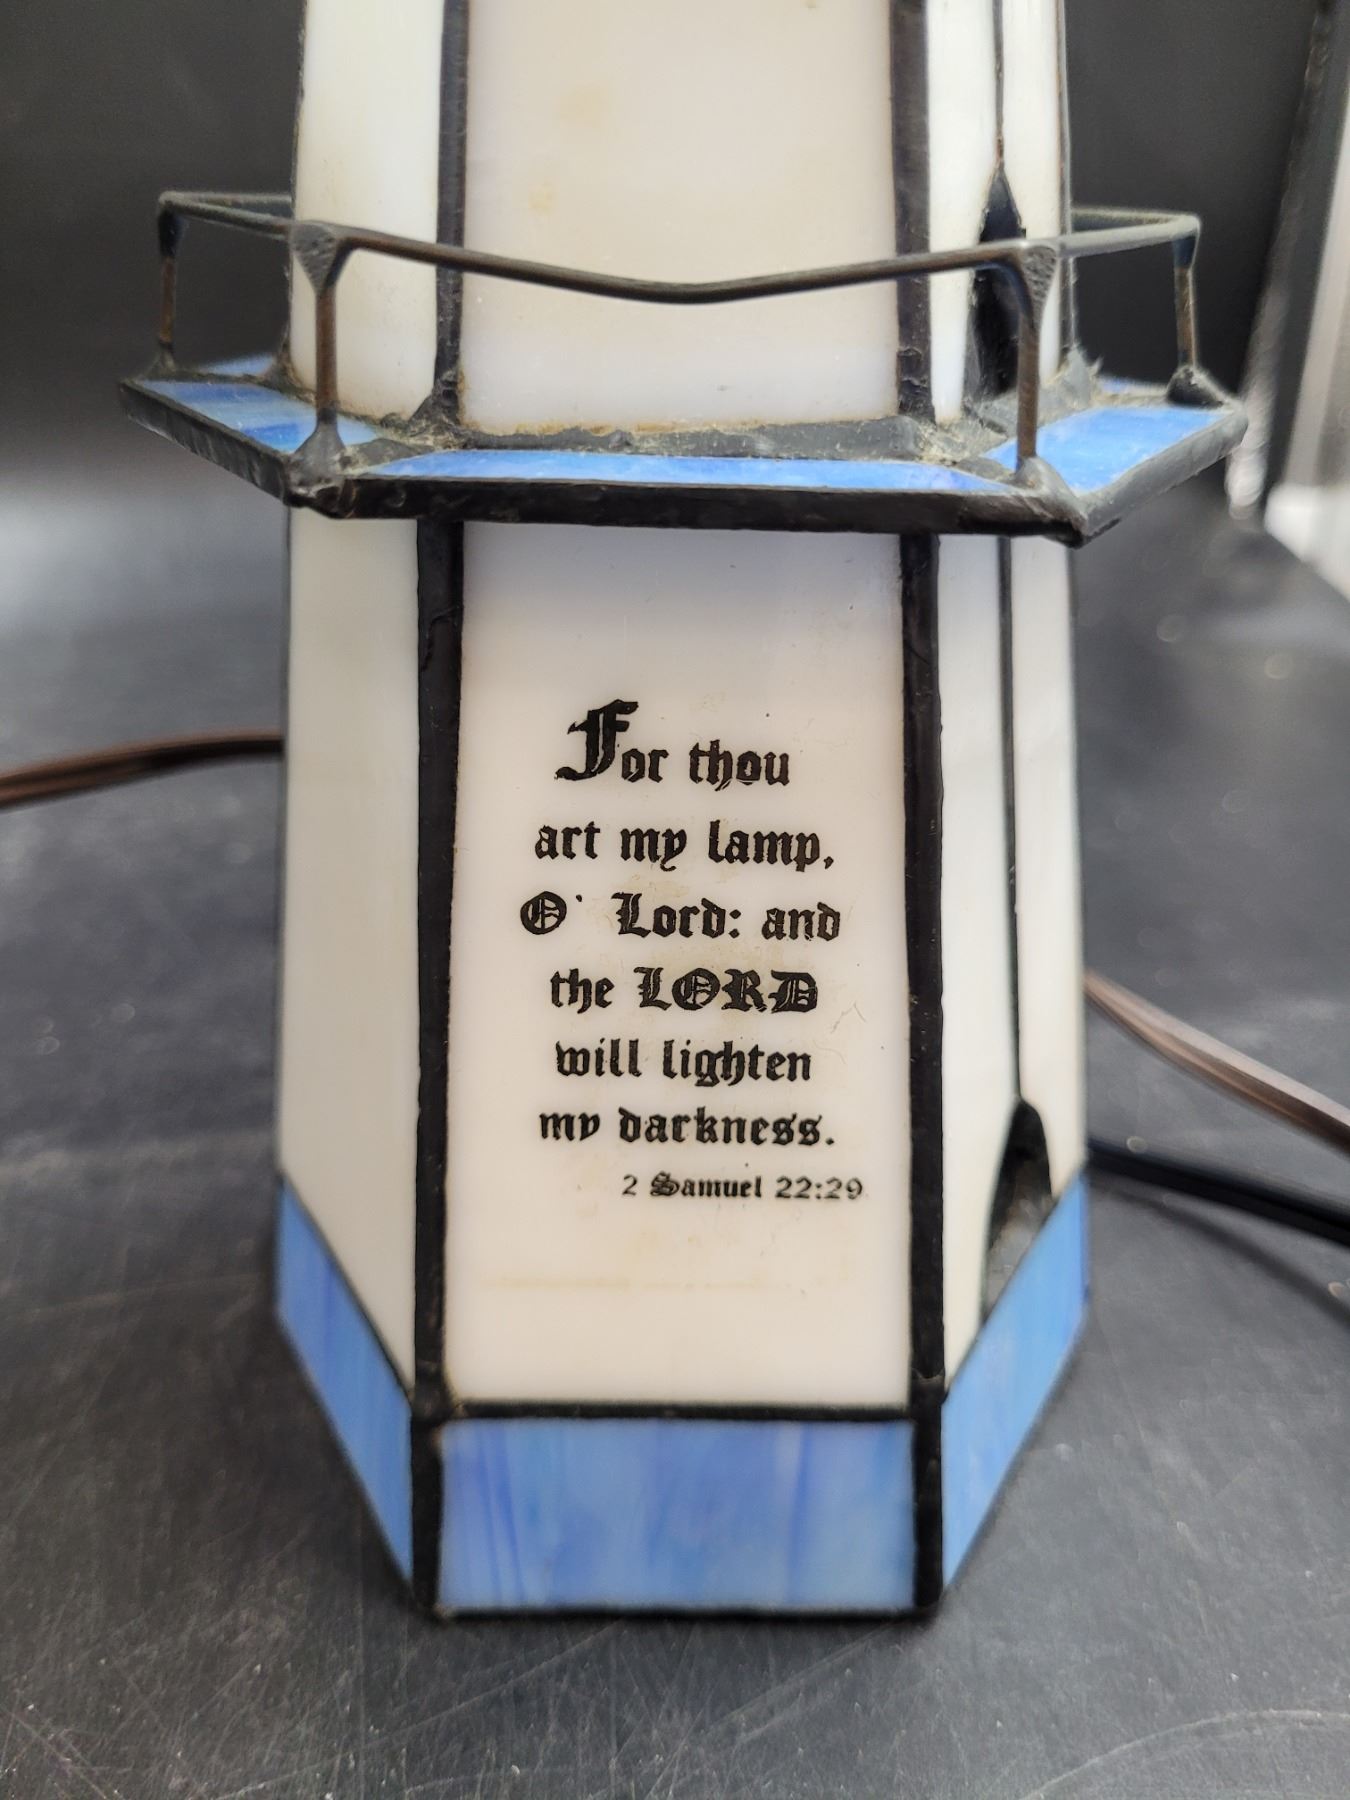 For thou
art my lamp,
O' Lord: and
the LORD
will lighten
my darkness.
2 Samuel 22:29